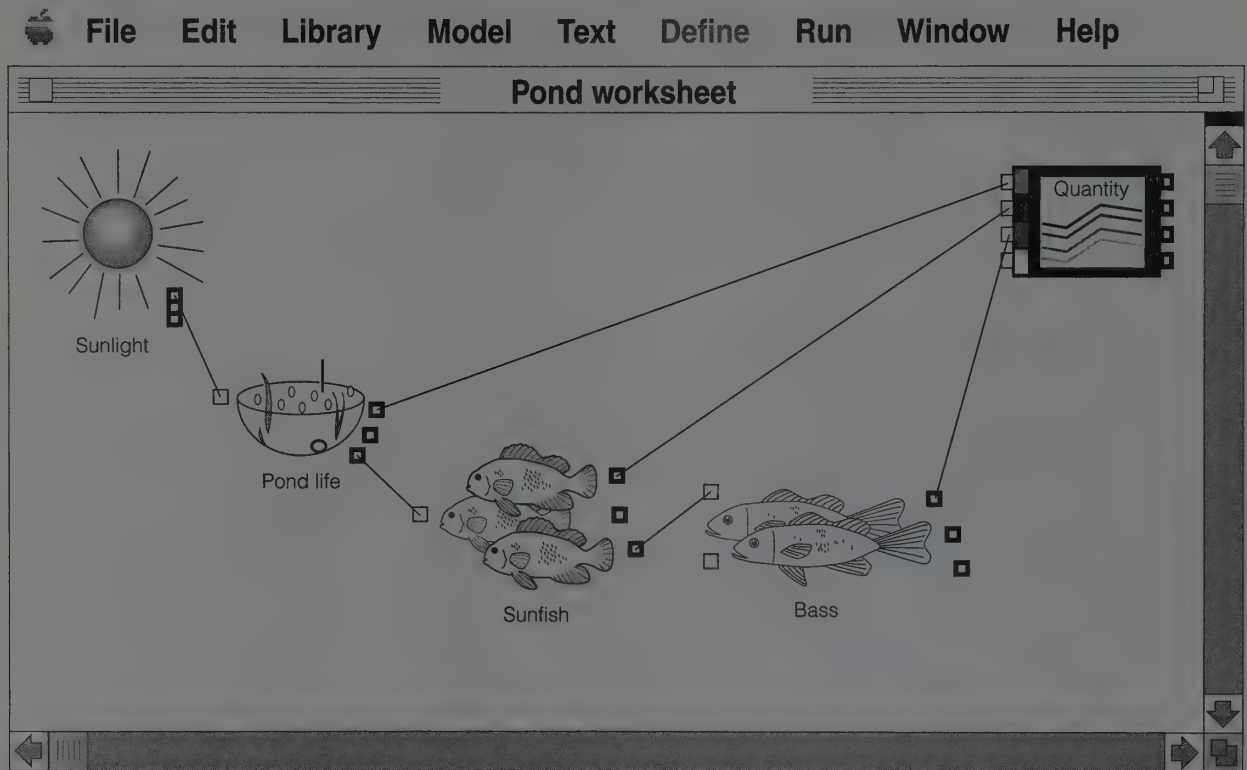 File Edit Library Model Text Define Run Window Help
Pond worksheet
Quantity
Sunlight
Pond life
Sunfish
Bass